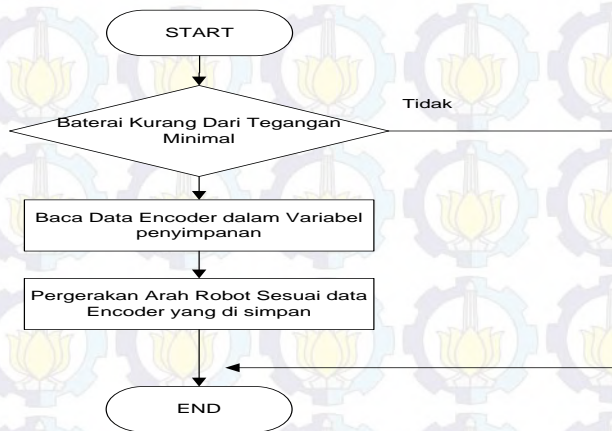 START
Baterai Kurang Dari Tegangan
Minimal
Tidak
Baca Data Encoder dalam Variabel
penyimpanan
Pergerakan Arah Robot Sesuai data
Encoder yang di simpan
END